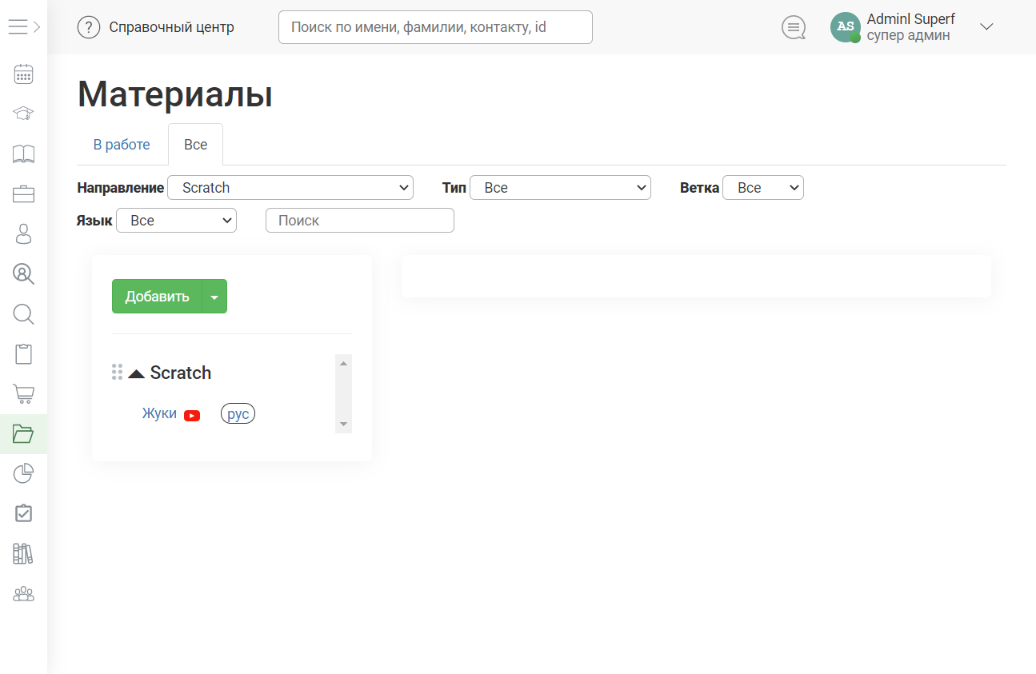 ? Справочный центр Поиск по имени, фамилии, контакту, id AS Adminl Superf
супер админ
Материалы
В работе Все
Направление Scratch Тип Все Ветка Все
Язык Все Поиск
Добавить
Scratch
Жуки рус